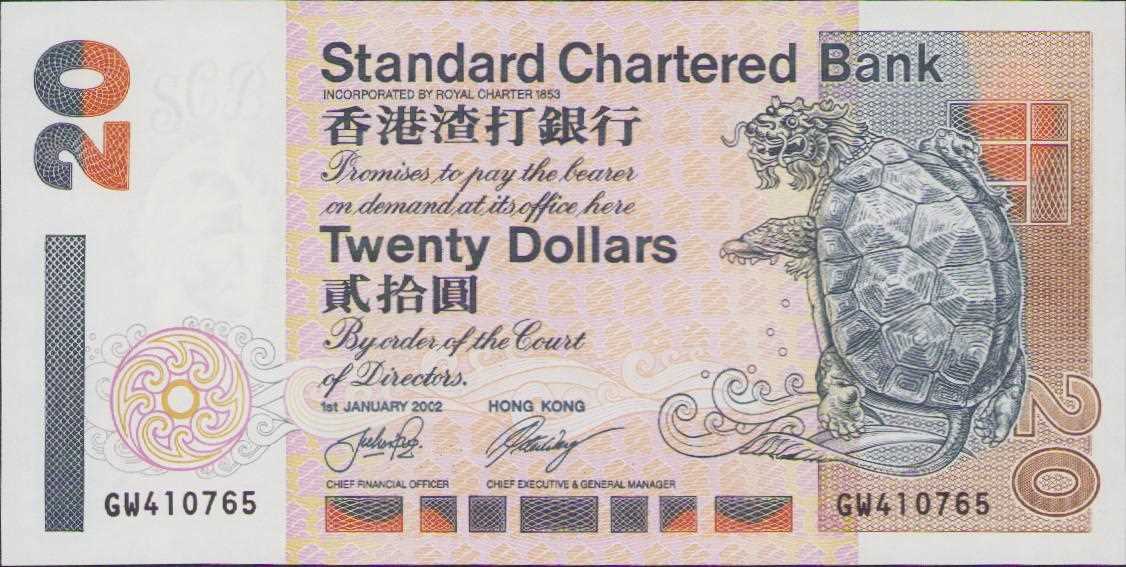 20
Standard Chartered Bank
INCORPORATED BY ROYAL CHARTER 1853
香港渣打銀行
Promises to pay the bearer
on demand at its office here
Twenty Dollars
貳拾圓
By order of the Court
of Directors.
1st JANUARY 2002 HONG KONG
CHIEF FINANCIAL OFFICER CHIEF EXECUTIVE & GENERAL MANAGER
GW410765 GW410765
20